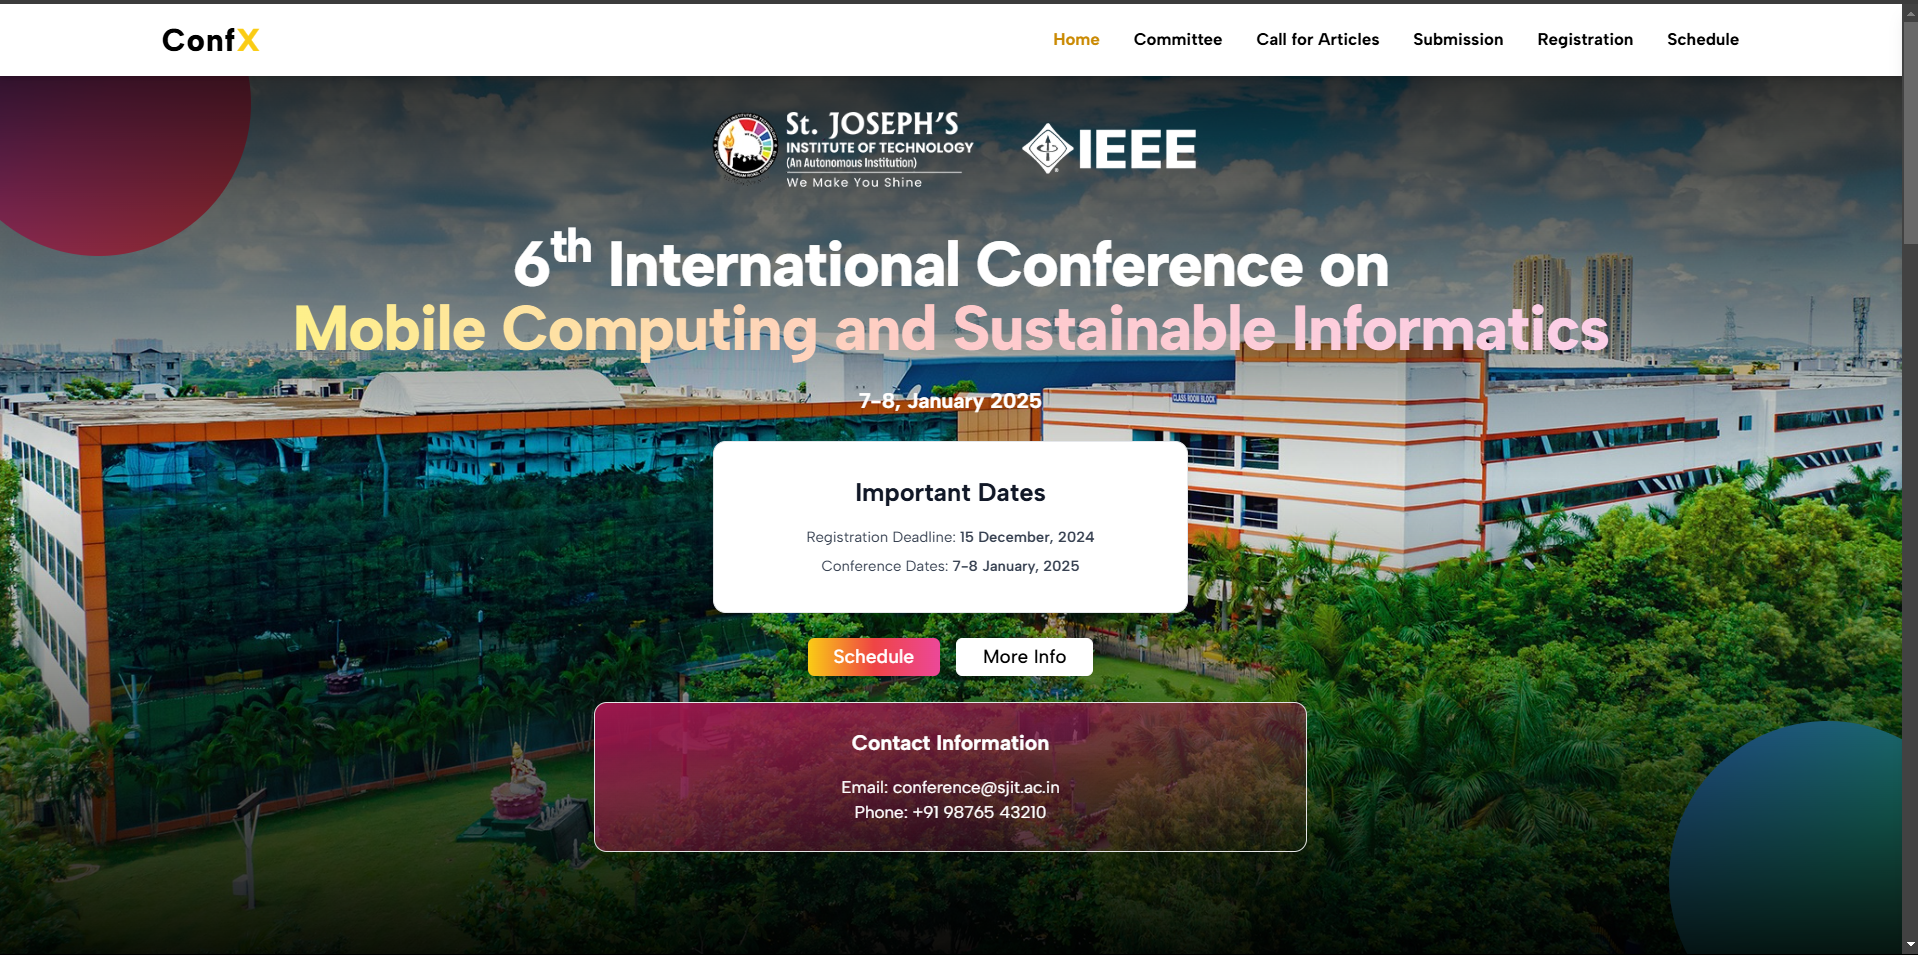 ConfX
Home Committee Call for Articles Submission Registration Schedule
St. JOSEPH'S
INSTITUTE OF TECHNOLOGY
(An Autonomous Institution)
We Make You Shine
IEEE
6th International Conference on
Mobile Computing and Sustainable Informatics
7-8, January 2025
CLASS ROOM BLOCK
Important Dates
Registration Deadline: 15 December, 2024
Conference Dates: 7-8 January, 2025
Schedule More Info
Contact Information
Email: conference@sjit.ac.in
Phone: +91 98765 43210